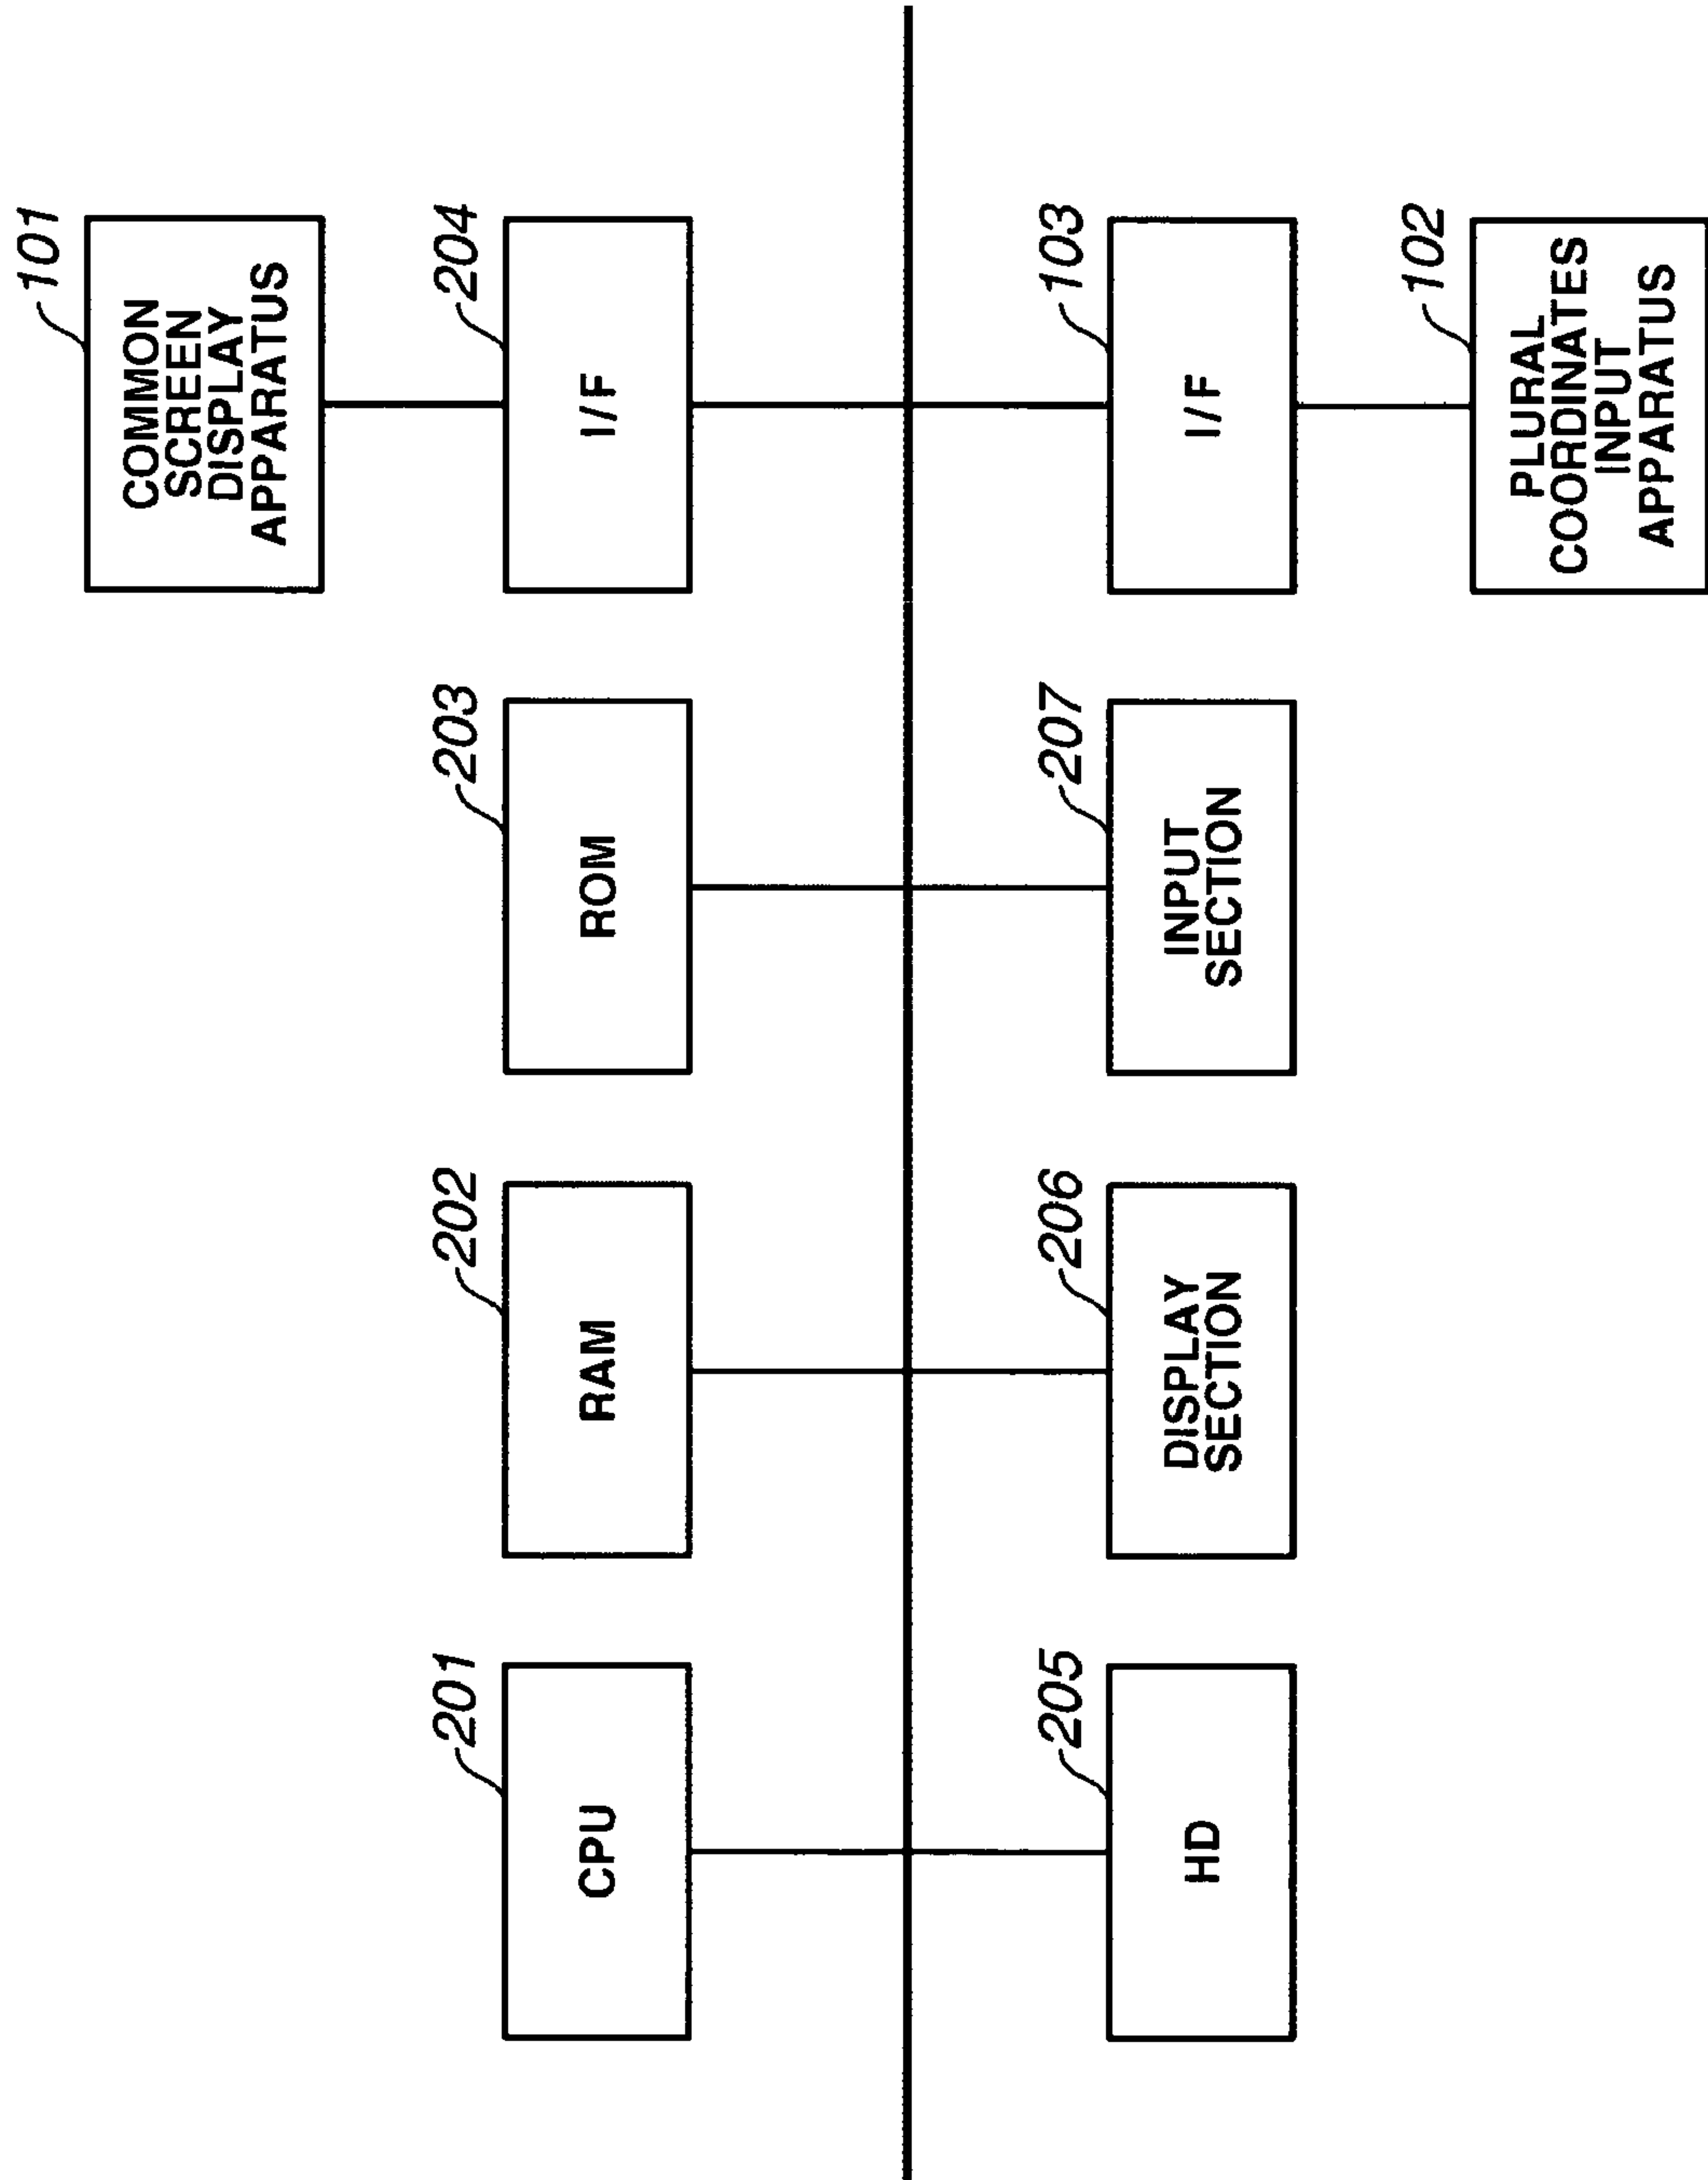 101
COMMON
SCREEN
DISPLAY
APPARATUS
201
CPU
202
RAM
203
ROM
204
I/F
205
HD
206
DISPLAY
SECTION
207
INPUT
SECTION
103
I/F
102
PLURAL
COORDINATES
INPUT
APPARATUS